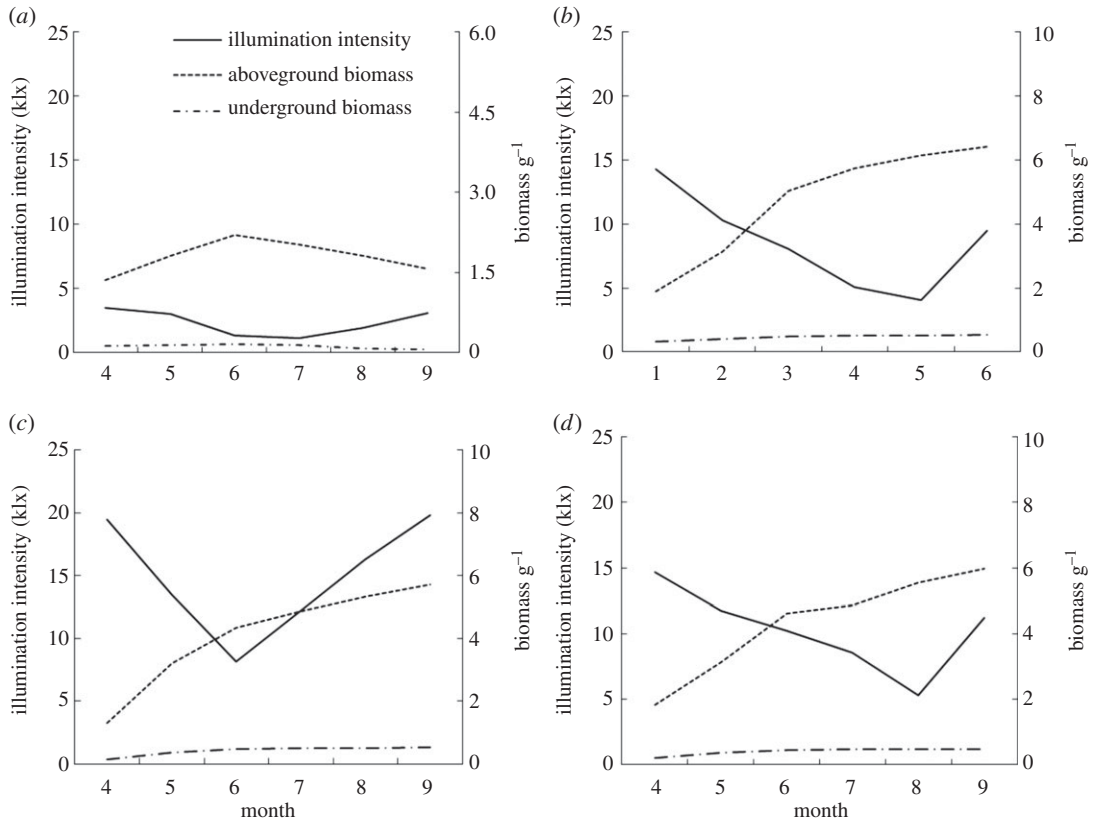 (a)
25
20
15
10
5
0
illumination intensity (klx)
illumination intensity
aboveground biomass
underground biomass
6.0
4.5
3.0
1.5
0
biomass g⁻¹
4 5 6 7 8 9
(b)
25
20
15
10
5
0
illumination intensity (klx)
10
8
6
4
2
0
biomass g⁻¹
1 2 3 4 5 6
(c)
25
20
15
10
5
0
illumination intensity (klx)
10
8
6
4
2
0
biomass g⁻¹
4 5 6 7 8 9
month
(d)
25
20
15
10
5
0
illumination intensity (klx)
10
8
6
4
2
0
biomass g⁻¹
4 5 6 7 8 9
month